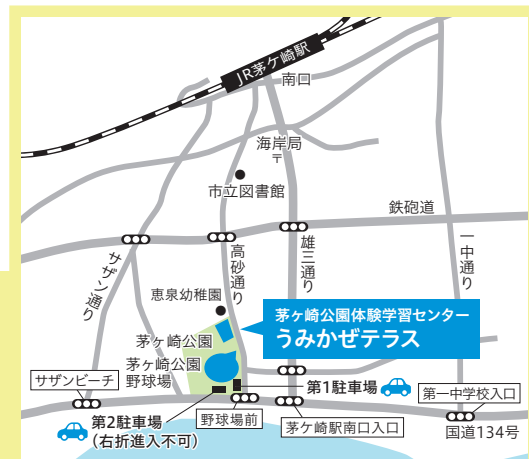 JR茅ケ崎駅
南口
海岸局
〒
市立図書館
鉄砲道
サザン通り
高砂通り
雄三通り
一中通り
恵泉幼稚園
茅ヶ崎公園体験学習センター
うみかぜテラス
茅ヶ崎公園
茅ヶ崎公園
野球場
サザンビーチ
第1駐車場
第一中学校入口
第2駐車場
(右折進入不可)
野球場前
茅ケ崎駅南口入口
国道134号